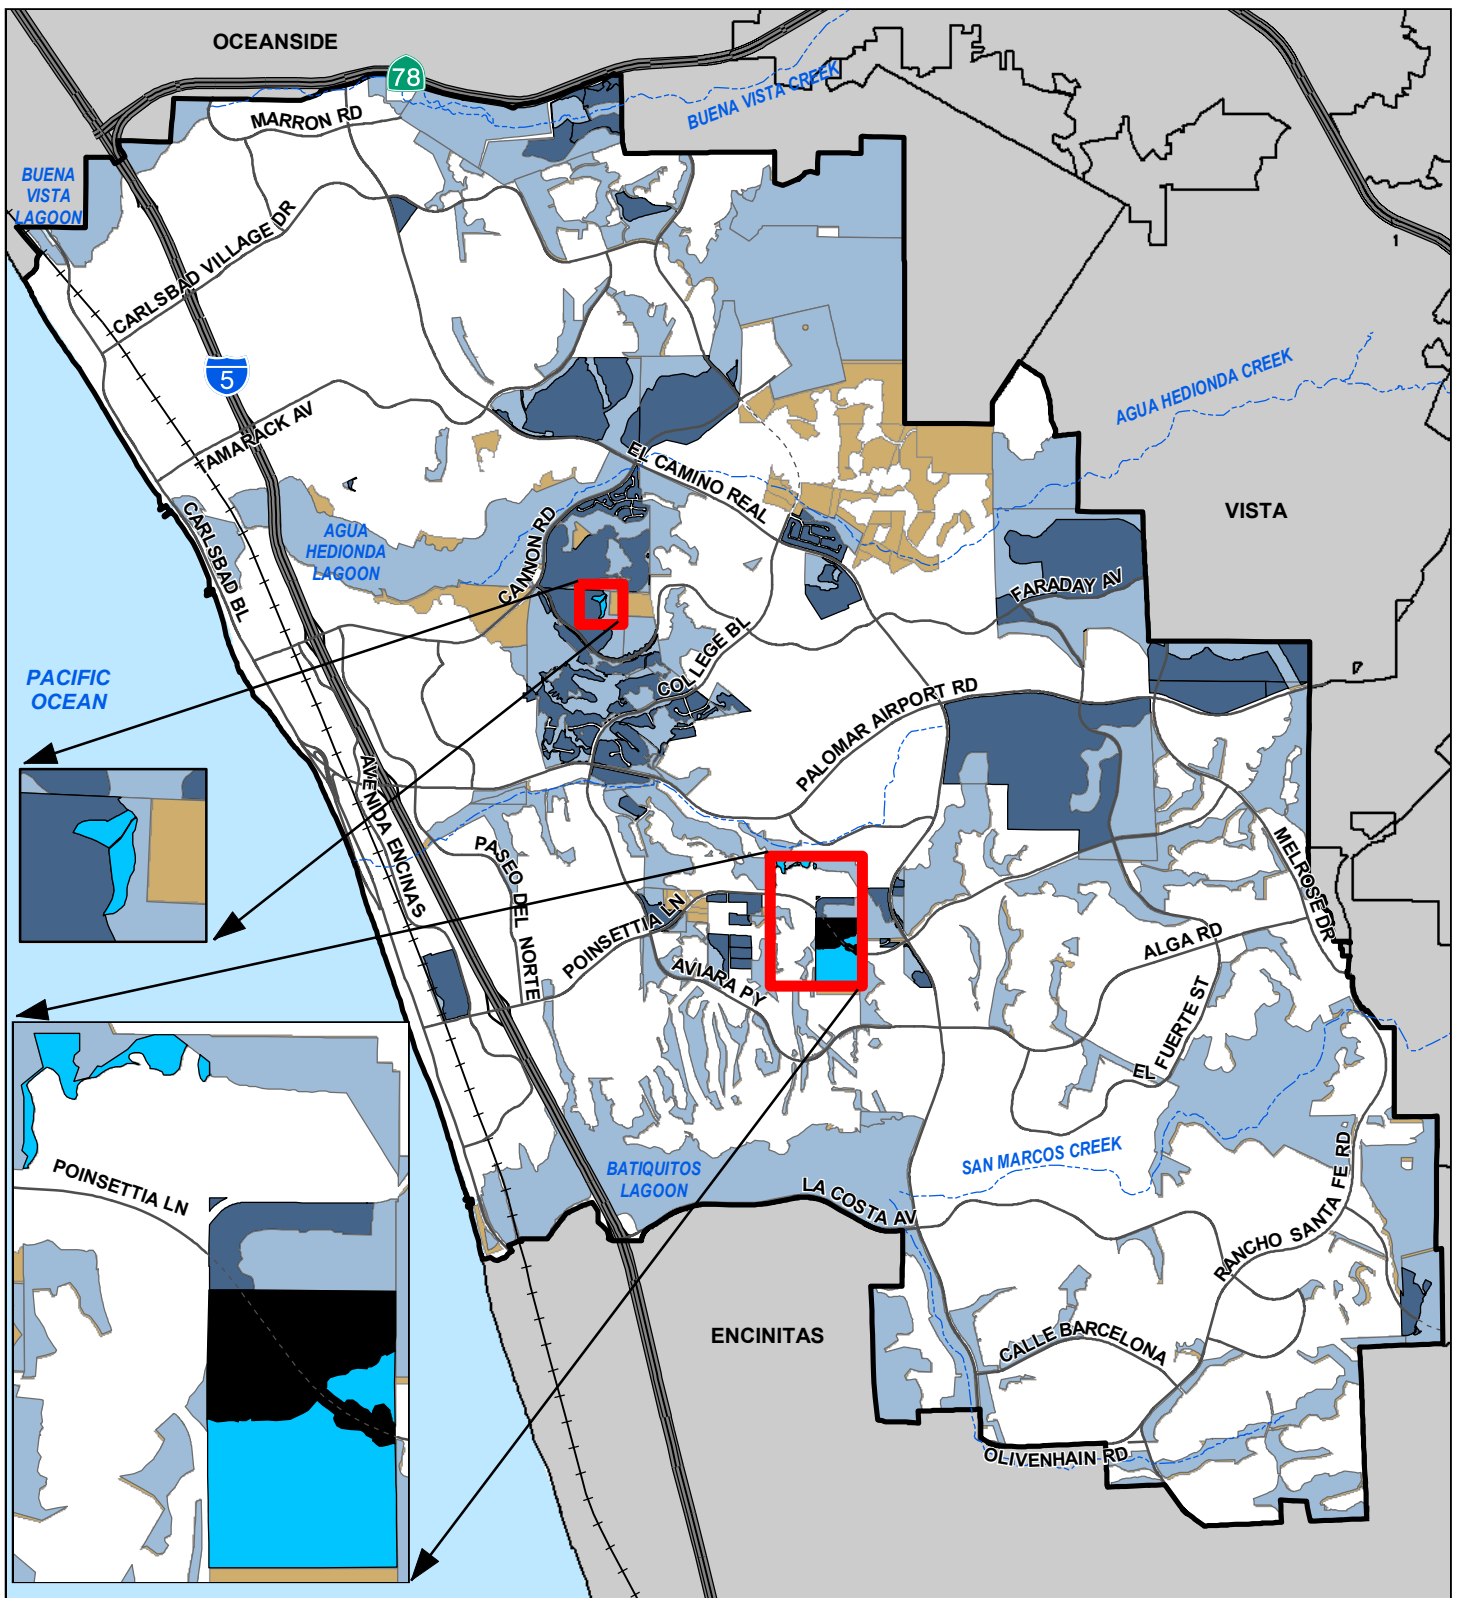 OCEANSIDE
78
BUENA VISTA CREEK
MARRON RD
BUENA
VISTA
LAGOON
CARLSBAD VILLAGE DR
1
5
AGUA HEDIONDA CREEK
TAMARACK AV
EL CAMINO REAL
CARLSBAD BL
AGUA
HEDIONDA
LAGOON
CANNON RD
VISTA
FARADAY AV
COLLEGE BL
PACIFIC
OCEAN
PALOMAR AIRPORT RD
AVENIDA ENCINAS
PASEO DEL NORTE
MELROSE DR
POINSETTIA LN
AVIARA PY
ALGA RD
EL FUERTE ST
POINSETTIA LN
BATIQUITOS
LAGOON
SAN MARCOS CREEK
LA COSTA AV
RANCHO SANTA FE RD
ENCINITAS
CALLE BARCELONA
OLIVENHAIN RD